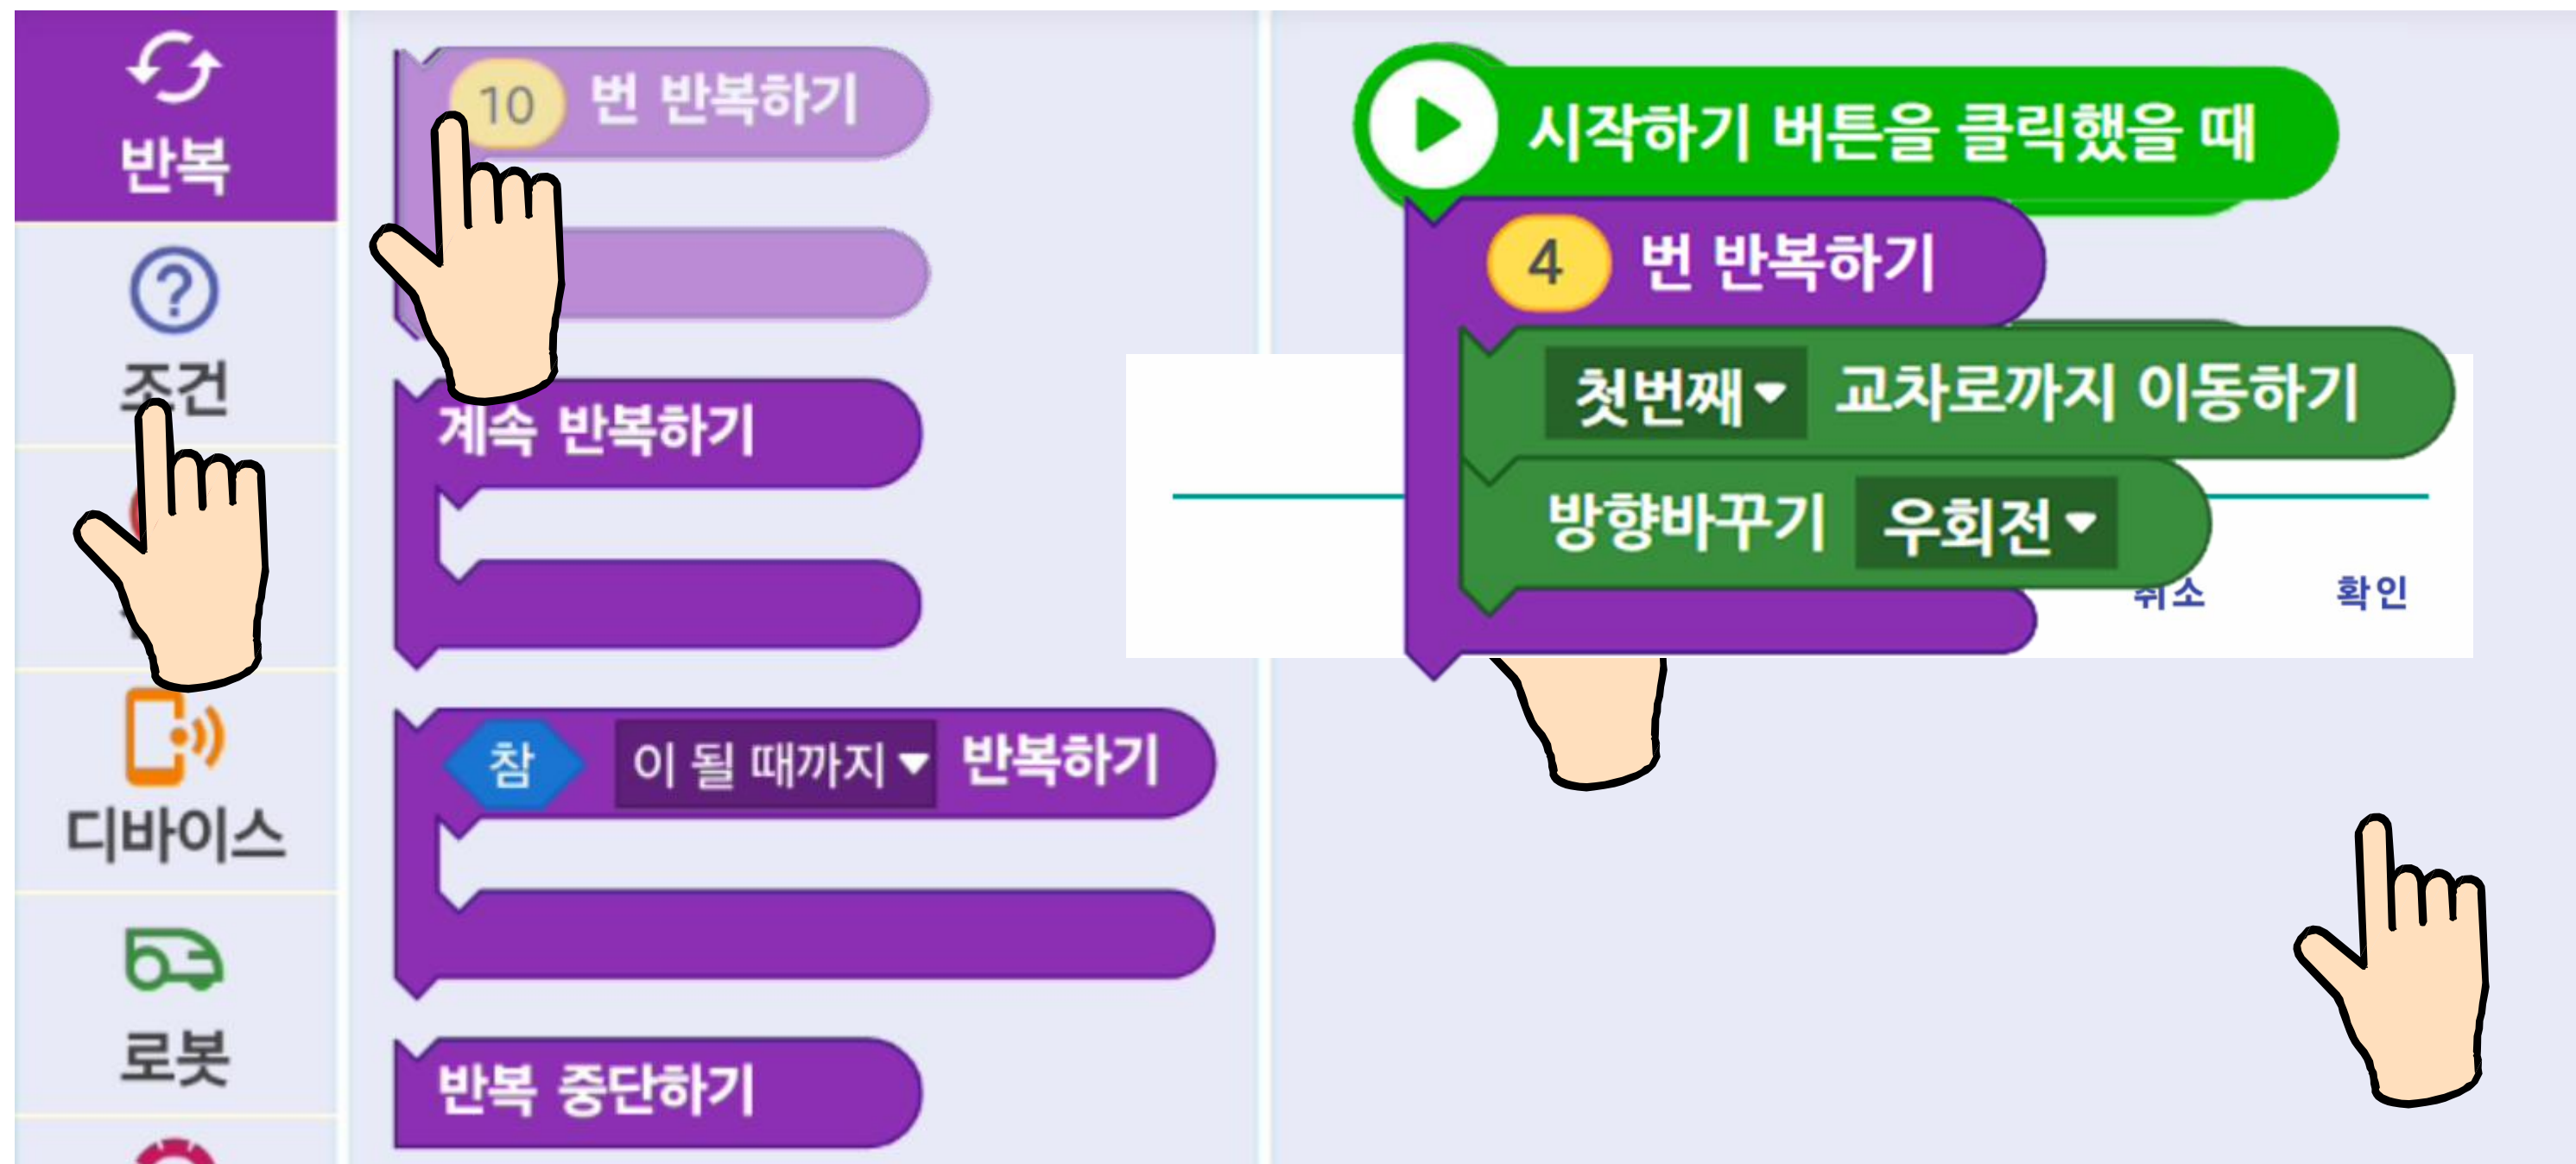 반복
조건
디바이스
로봇
10 번 반복하기
계속 반복하기
참 이 될 때까지 반복하기
반복 중단하기
시작하기 버튼을 클릭했을 때
4 번 반복하기
첫번째 교차로까지 이동하기
방향바꾸기 우회전
취소 확인